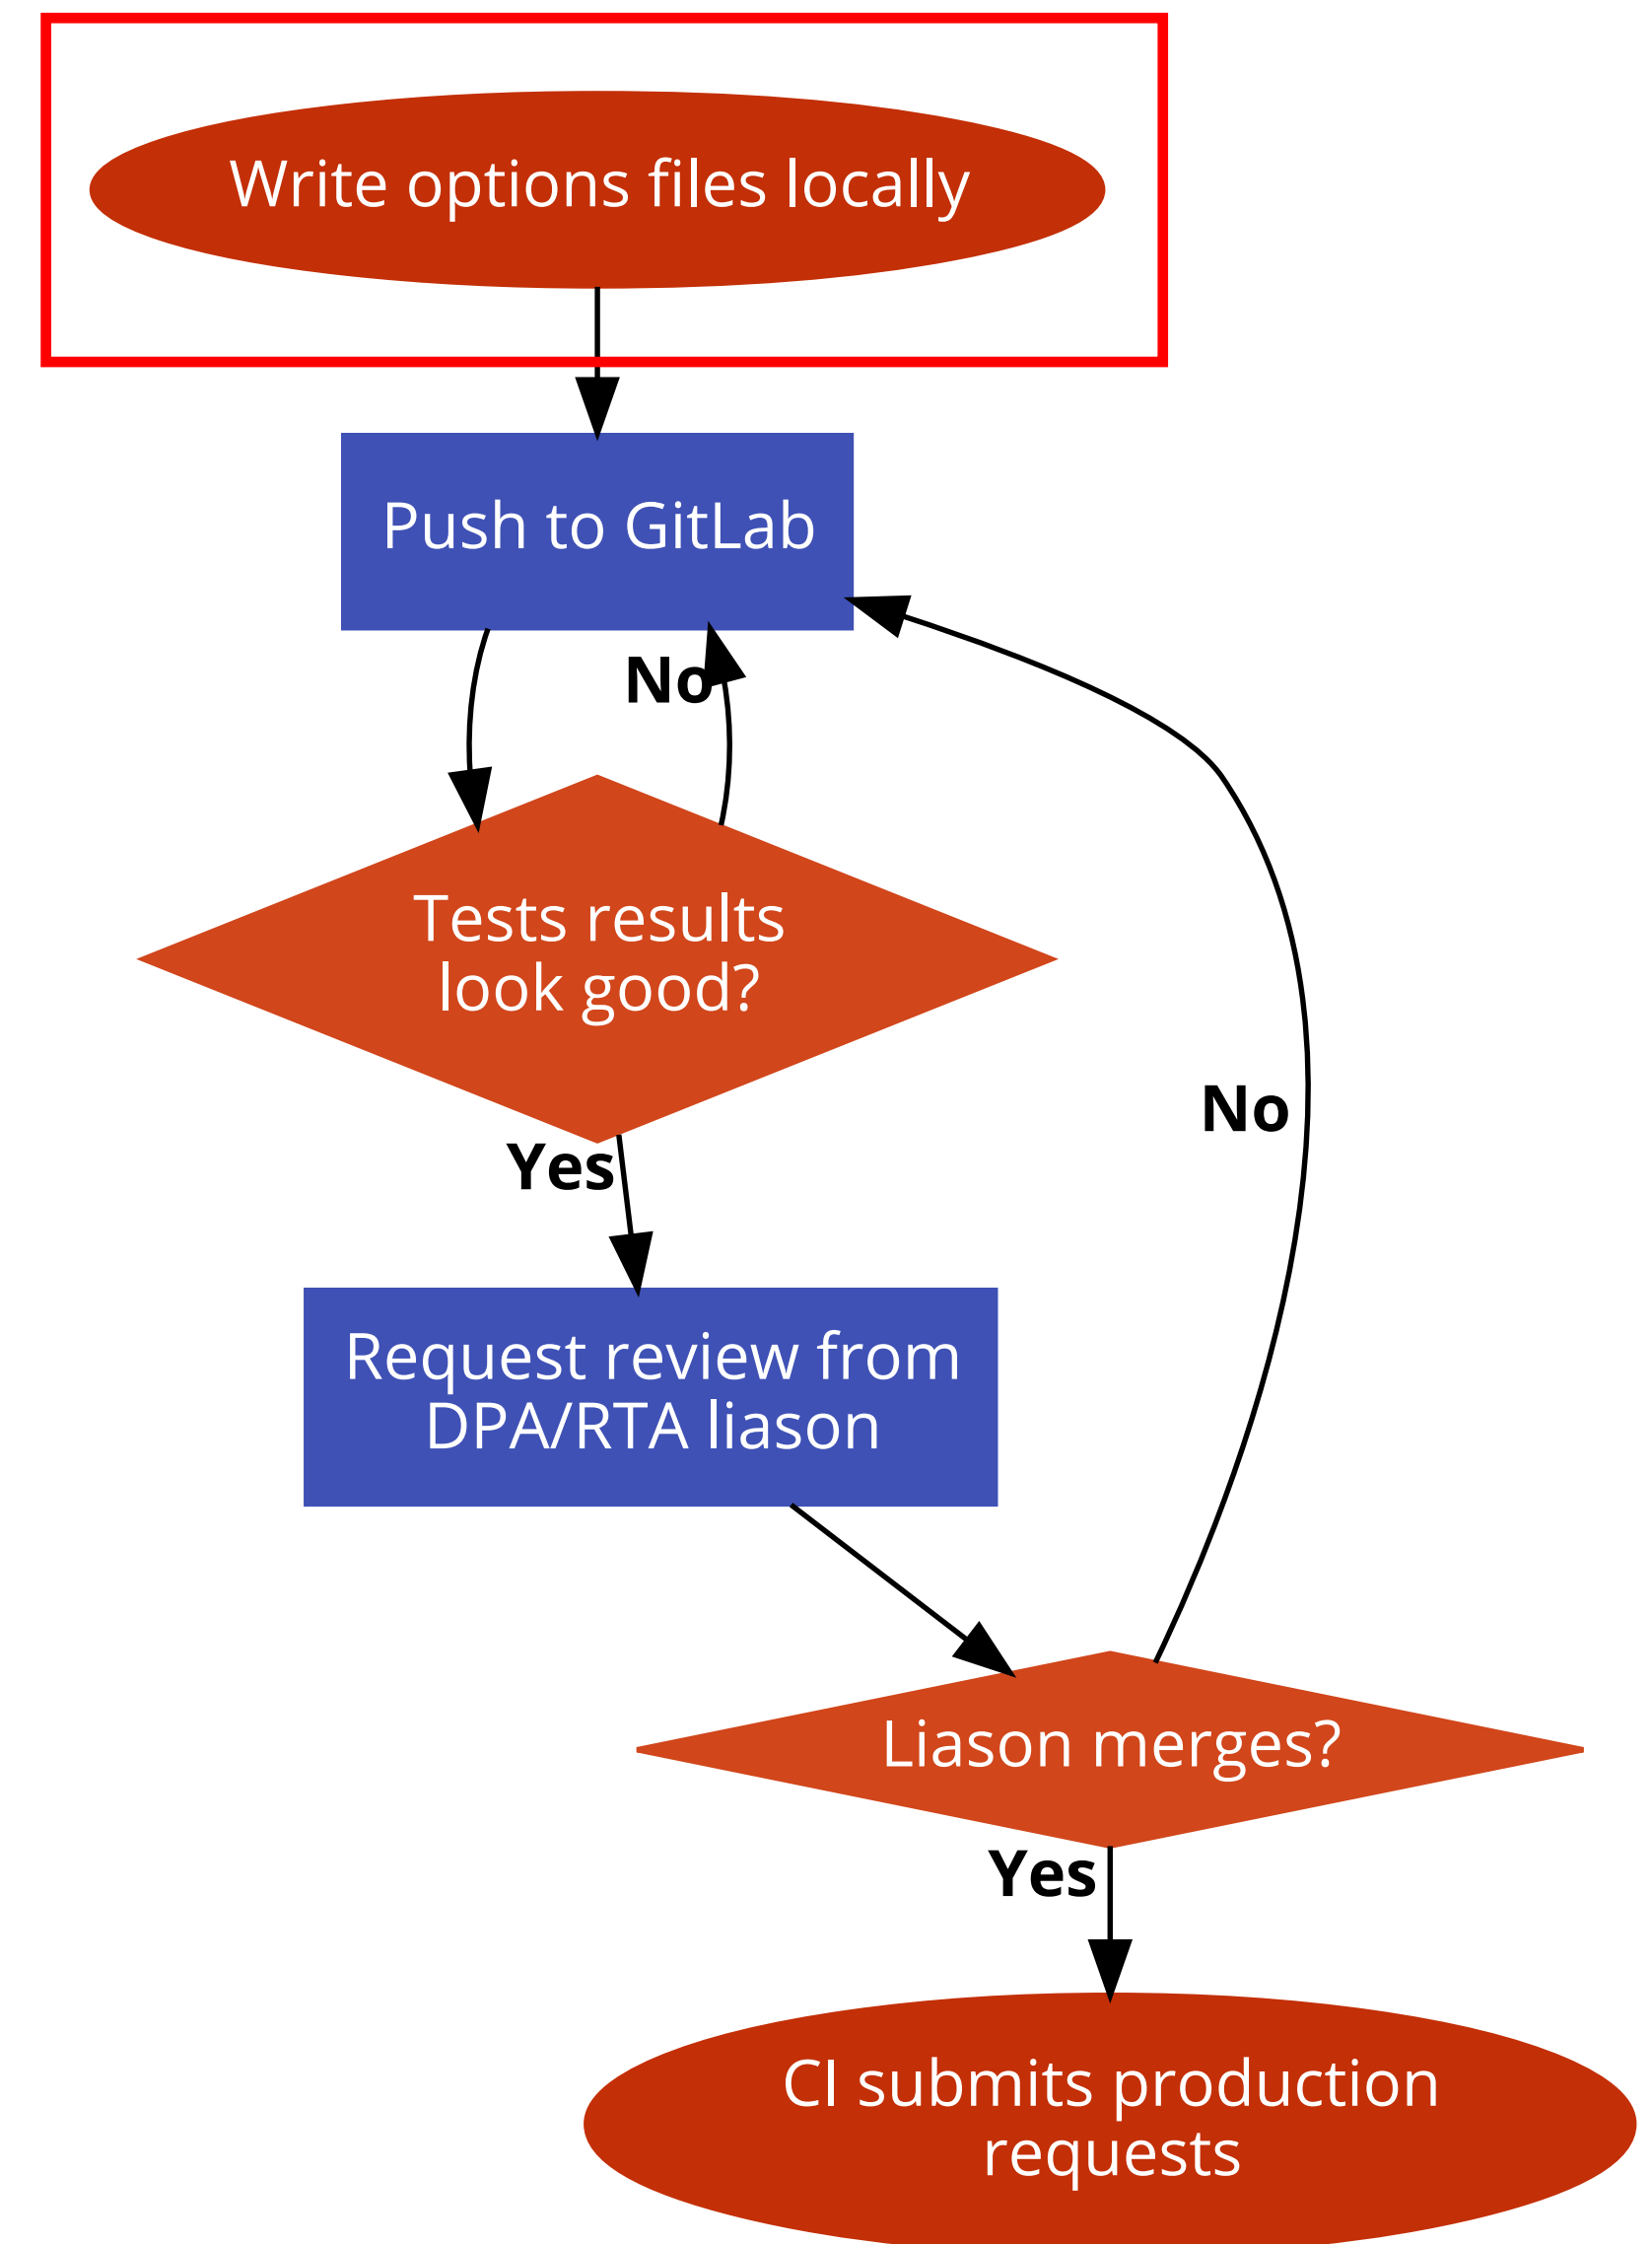 Write options files locally
Push to GitLab
No
Tests results
look good?
No
Yes
Request review from
DPA/RTA liason
Liason merges?
Yes
CI submits production
requests